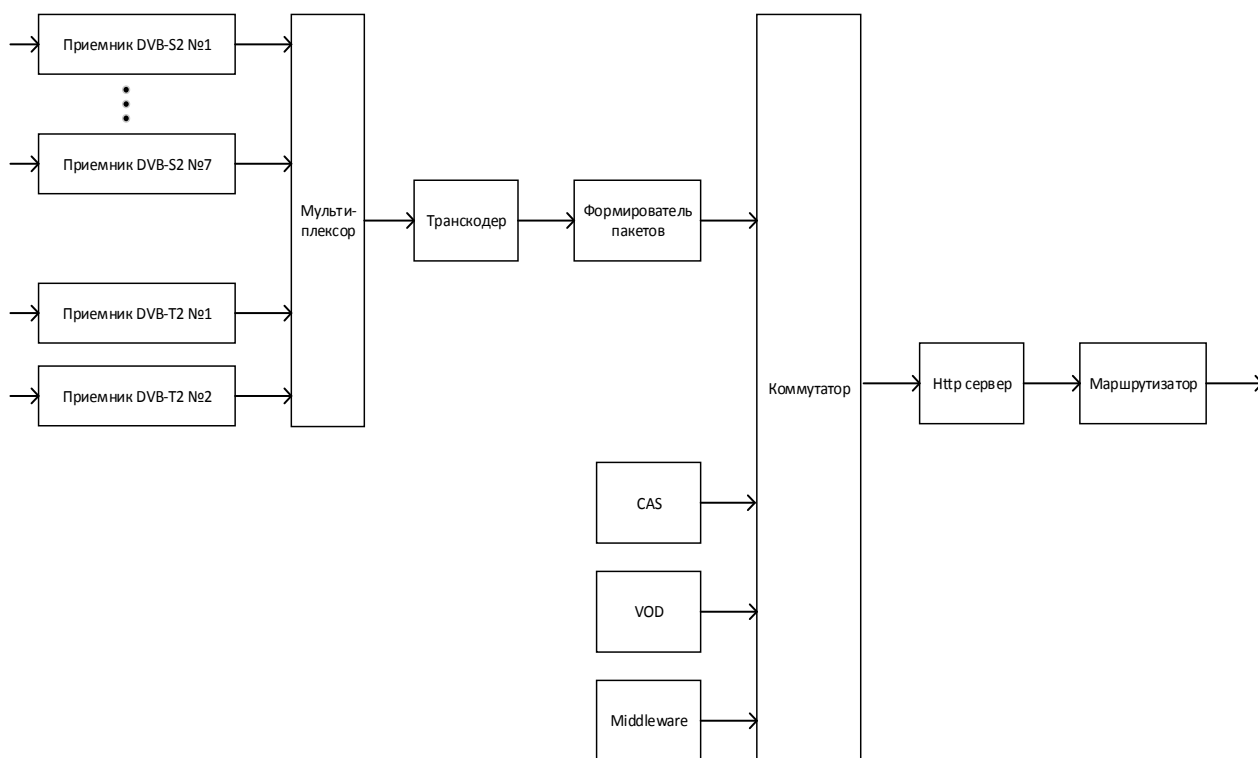 Приемник DVB-S2 №1
Приемник DVB-S2 №7
Мульти-
плексор
Транскодер
Формирователь
пакетов
Приемник DVB-T2 №1
Приемник DVB-T2 №2
Коммутатор
Http сервер
Маршрутизатор
CAS
VOD
Middleware